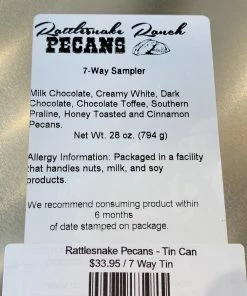 Rattlesnake Ranch
PECANS
7-Way Sampler
Milk Chocolate, Creamy White, Dark
Chocolate, Chocolate Toffee, Southern
Praline, Honey Toasted and Cinnamon
Pecans.
Net Wt. 28 oz. (794 g)
Allergy Information: Packaged in a facility
that handles nuts, milk, and soy
products.
We recommend consuming product within
6 months
of date stamped on package.
Rattlesnake Pecans - Tin Can
$33.95 / 7 Way Tin